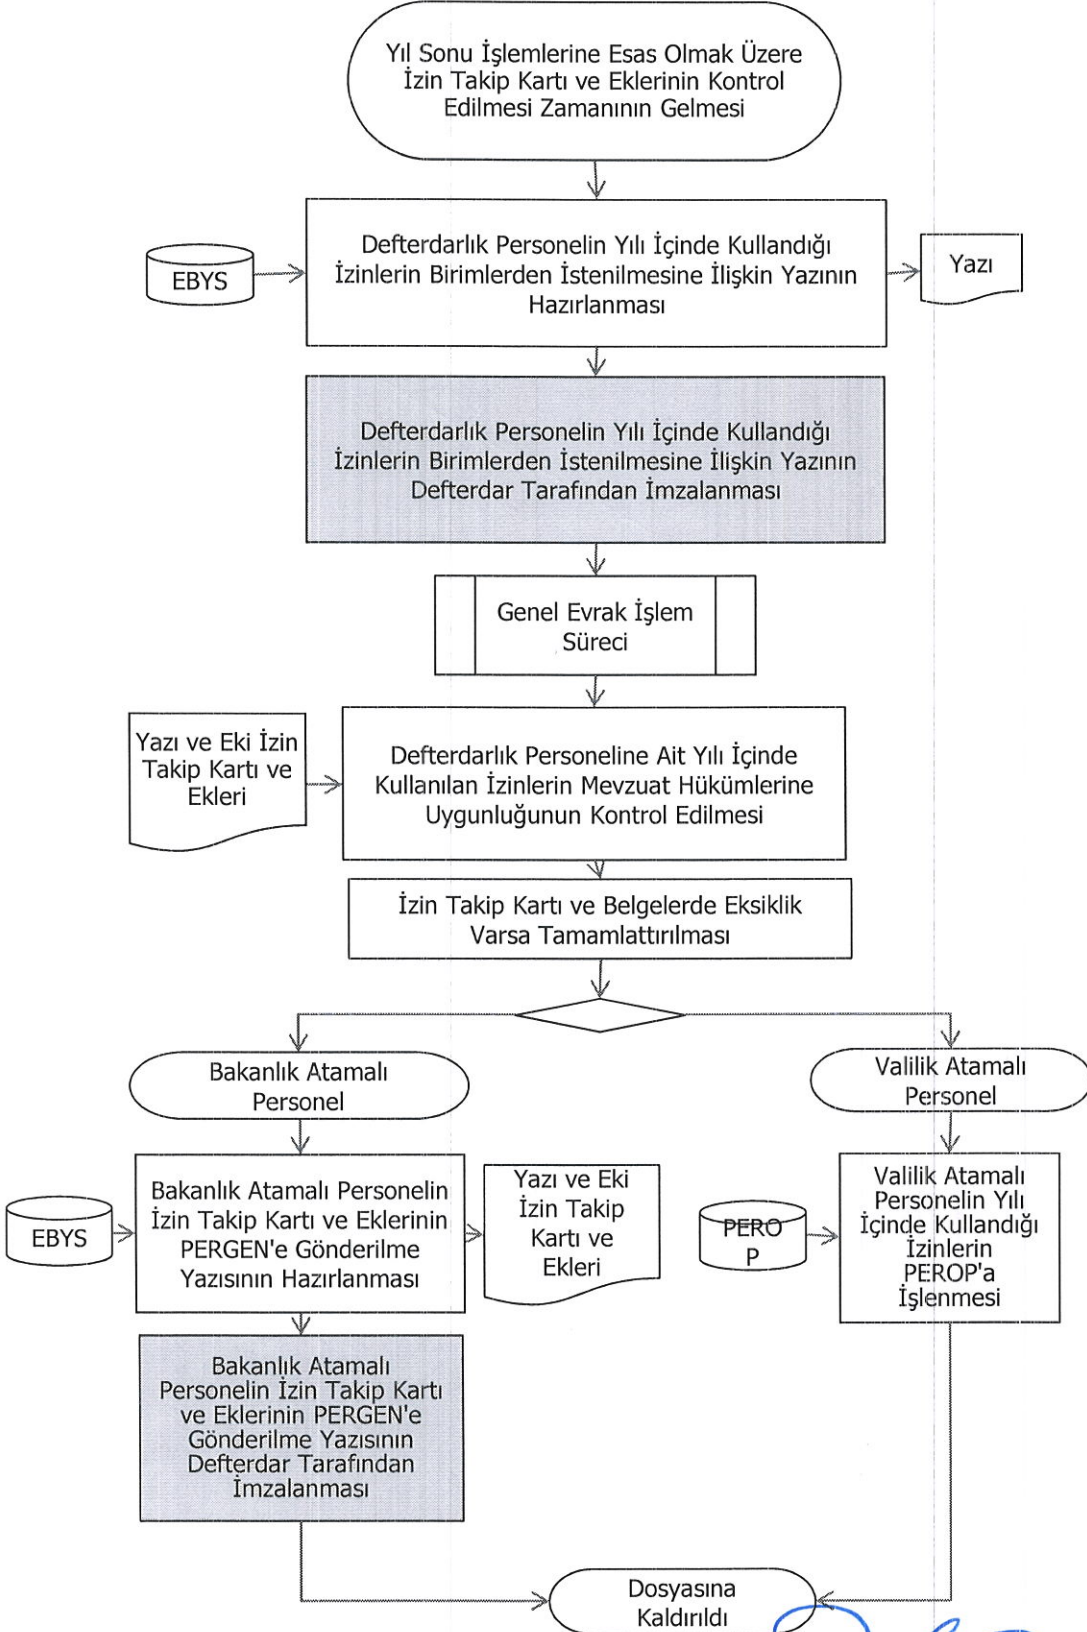 Yıl Sonu İşlemlerine Esas Olmak Üzere
İzin Takip Kartı ve Eklerinin Kontrol
Edilmesi Zamanının Gelmesi
EBYS
Defterdarlık Personelin Yılı İçinde Kullandığı
İzinlerin Birimlerden İstenilmesine İlişkin Yazının
Hazırlanması
Yazı
Defterdarlık Personelin Yılı İçinde Kullandığı
İzinlerin Birimlerden İstenilmesine İlişkin Yazının
Defterdar Tarafından İmzalanması
Genel Evrak İşlem
Süreci
Yazı ve Eki İzin
Takip Kartı ve
Ekleri
Defterdarlık Personeline Ait Yılı İçinde
Kullanılan İzinlerin Mevzuat Hükümlerine
Uygunluğunun Kontrol Edilmesi
İzin Takip Kartı ve Belgelerde Eksiklik
Varsa Tamamlattırılması
Bakanlık Atamalı
Personel
Valilik Atamalı
Personel
EBYS
Bakanlık Atamalı Personelin
İzin Takip Kartı ve Eklerinin
PERGEN'e Gönderilme
Yazısının Hazırlanması
Yazı ve Eki
İzin Takip
Kartı ve
Ekleri
PERO
P
Valilik Atamalı
Personelin Yılı
İçinde Kullandığı
İzinlerin
PEROP'a
İşlenmesi
Bakanlık Atamalı
Personelin İzin Takip Kartı
ve Eklerinin PERGEN'e
Gönderilme Yazısının
Defterdar Tarafından
İmzalanması
Dosyasına
Kaldırıldı